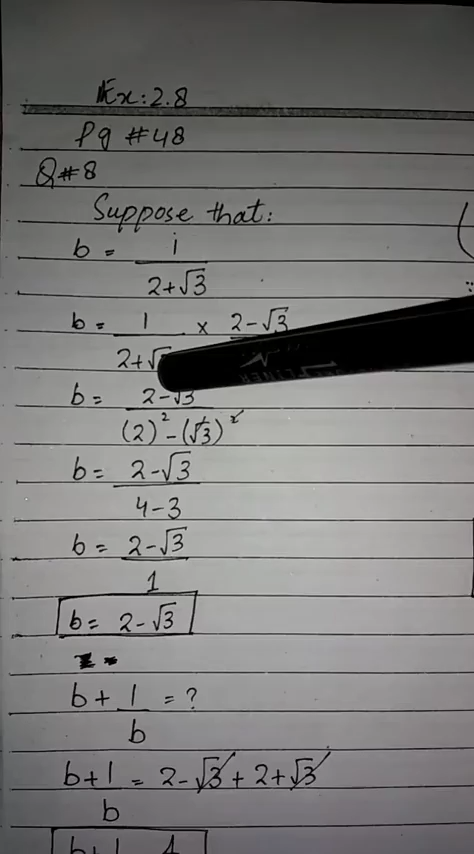 Ex: 2.8
Pg #48
Q#8
Suppose that:
b = 1/(2+√3)
b = 1/(2+√ × 2-√3
b = (2-√3)/((2)²-(√3)²)
b = (2-√3)/(4-3)
b = (2-√3)/1
b = 2-√3
b + 1/b = ?
b + 1/b = 2-√3 + 2+√3